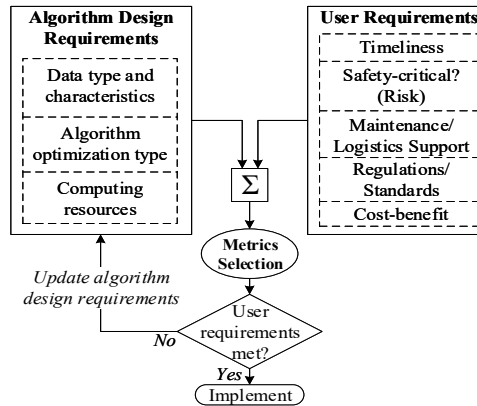 Algorithm Design
Requirements
Data type and
characteristics
Algorithm
optimization type
Computing
resources
User Requirements
Timeliness
Safety-critical?
(Risk)
Maintenance/
Logistics Support
Regulations/
Standards
Cost-benefit
Σ
Metrics
Selection
Update algorithm
design requirements
User
requirements
met?
No
Yes
Implement